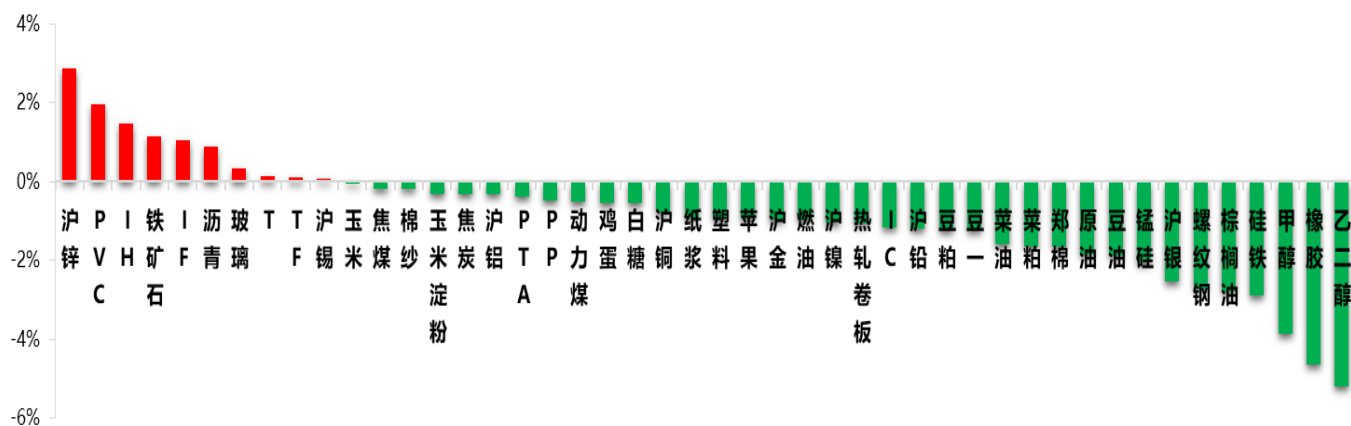 4%
2%
0%
-2%
-4%
-6%
沪锌
PVC
IH
铁矿石
IF
沥青
玻璃
T
TF
沪锡
玉米
焦煤
棉纱
玉米淀粉
焦炭
沪铝
PTA
PP
动力煤
鸡蛋
白糖
沪铜
纸浆
塑料
苹果
沪金
燃油
沪镍
热轧卷板
IC
沪铅
豆粕
豆一
菜油
菜粕
郑棉
原油
豆油
锰硅
沪银
螺纹钢
棕榈油
硅铁
甲醇
橡胶
乙二醇